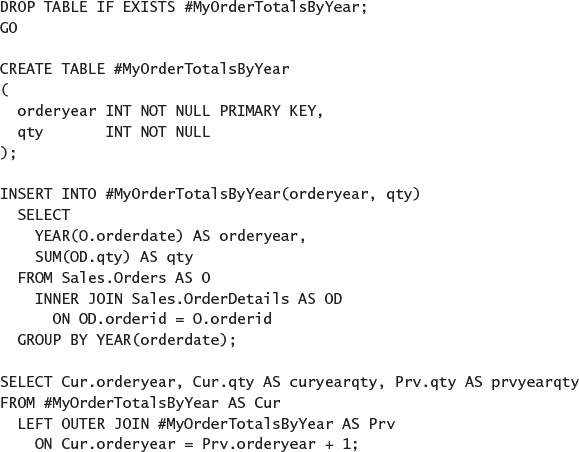 DROP TABLE IF EXISTS #MyOrderTotalsByYear;
GO

CREATE TABLE #MyOrderTotalsByYear
(
  orderyear INT NOT NULL PRIMARY KEY,
  qty       INT NOT NULL
);

INSERT INTO #MyOrderTotalsByYear(orderyear, qty)
  SELECT
    YEAR(O.orderdate) AS orderyear,
    SUM(OD.qty) AS qty
  FROM Sales.Orders AS O
    INNER JOIN Sales.OrderDetails AS OD
      ON OD.orderid = O.orderid
  GROUP BY YEAR(orderdate);

SELECT Cur.orderyear, Cur.qty AS curyearqty, Prv.qty AS prvyearqty
FROM #MyOrderTotalsByYear AS Cur
  LEFT OUTER JOIN #MyOrderTotalsByYear AS Prv
    ON Cur.orderyear = Prv.orderyear + 1;